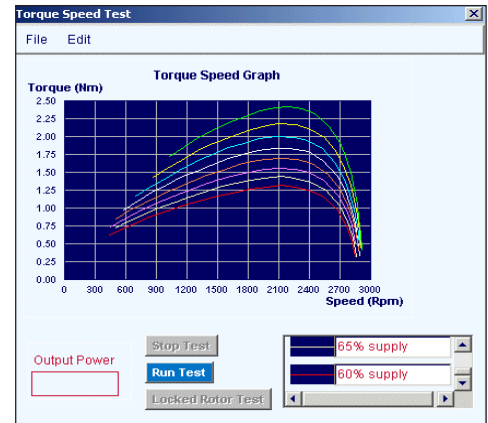 Torque Speed Test
File Edit
Torque Speed Graph
Torque (Nm)
2.50
2.25
2.00
1.75
1.50
1.25
1.00
0.75
0.50
0.25
0.00
0 300 600 900 1200 1500 1800 2100 2400 2700 3000
Speed (Rpm)
Output Power
Stop Test
Run Test
Locked Rotor Test
65% supply
60% supply